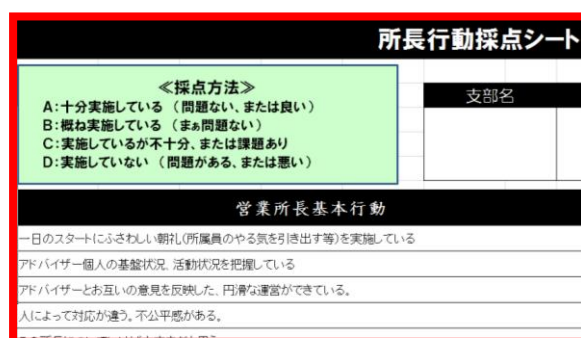 所長行動採点シート
≪採点方法≫
A：十分実施している （問題ない、または良い）
B：概ね実施している （まぁ問題ない）
C：実施しているが不十分、または課題あり
D：実施していない （問題がある、または悪い）
支部名
営業所長基本行動
一日のスタートにふさわしい朝礼(所属員のやる気を引き出す等)を実施している
アドバイザー個人の基盤状況、活動状況を把握している
アドバイザーとお互いの意見を反映した、円滑な運営ができている。
人によって対応が違う。不公平感がある。